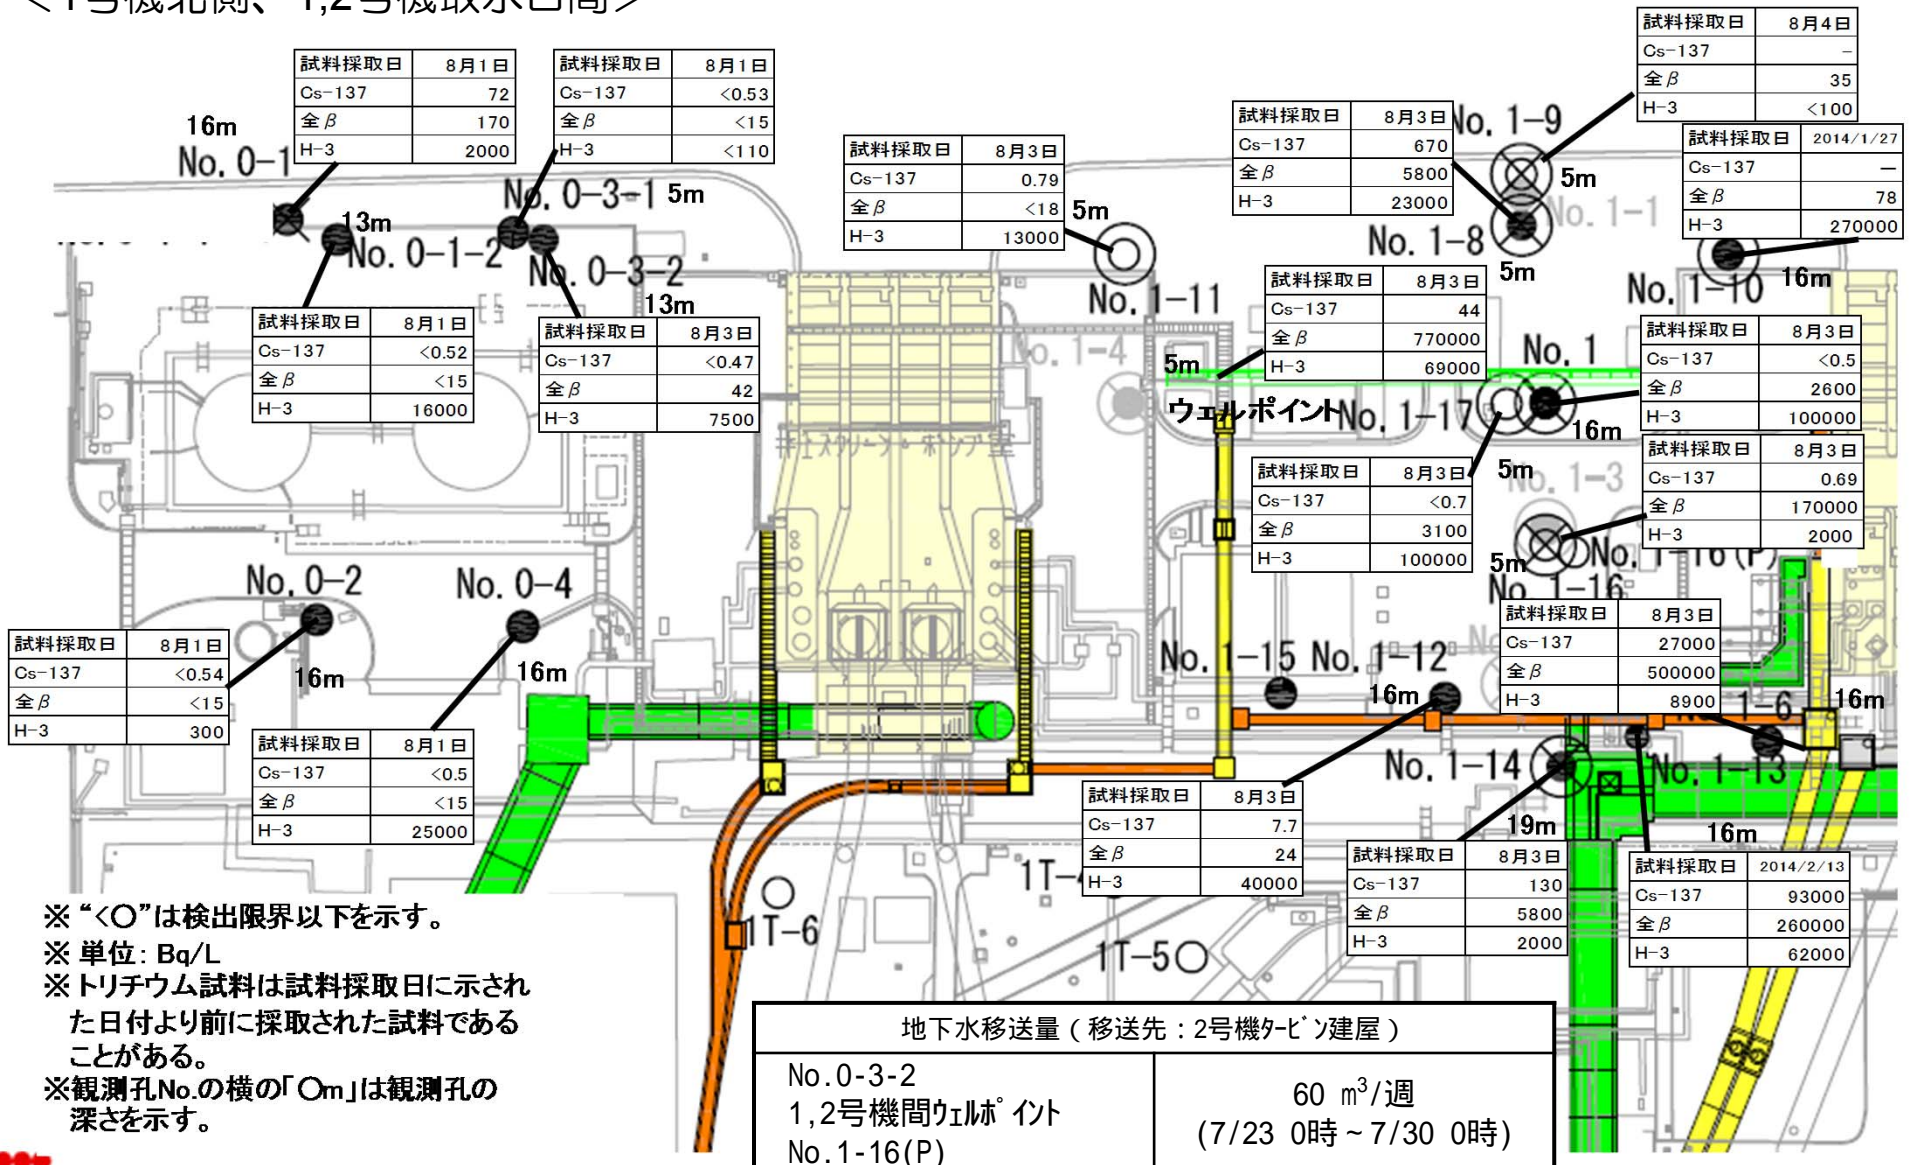 ＜1号機北側、1,2号機取水口間＞
試料採取日 8月4日
Cs-137 -
全β 35
H-3 <100
試料採取日 8月1日
Cs-137 72
全β 170
H-3 2000
試料採取日 8月1日
Cs-137 <0.53
全β <15
H-3 <110
試料採取日 8月3日
Cs-137 670
全β 5800
H-3 23000
試料採取日 8月3日
Cs-137 0.79
全β <18
H-3 13000
試料採取日 2014/1/27
Cs-137 —
全β 78
H-3 270000
16m
No. 0-1
No. 0-3-1 5m
13m
No. 0-1-2
No. 0-3-2
13m
5m
No. 1-11
No. 1-9
5m
No. 1-1
No. 1-8
5m
No. 1-10
16m
試料採取日 8月1日
Cs-137 <0.52
全β <15
H-3 16000
試料採取日 8月3日
Cs-137 <0.47
全β 42
H-3 7500
試料採取日 8月3日
Cs-137 44
全β 770000
H-3 69000
試料採取日 8月3日
Cs-137 <0.5
全β 2600
H-3 100000
No. 1-4
5m
ウェルポイント
No. 1
No. 1-17
16m
5m
No. 1-3
試料採取日 8月3日
Cs-137 <0.7
全β 3100
H-3 100000
試料採取日 8月3日
Cs-137 0.69
全β 170000
H-3 2000
5m
No. 1-16(P)
No. 1-16
No. 0-2
16m
No. 0-4
16m
試料採取日 8月1日
Cs-137 <0.54
全β <15
H-3 300
試料採取日 8月1日
Cs-137 <0.5
全β <15
H-3 25000
試料採取日 8月3日
Cs-137 27000
全β 500000
H-3 8900
No. 1-15 No. 1-12
16m
1-6
16m
No. 1-14
No. 1-13
19m
16m
試料採取日 8月3日
Cs-137 7.7
全β 24
H-3 40000
試料採取日 8月3日
Cs-137 130
全β 5800
H-3 2000
試料採取日 2014/2/13
Cs-137 93000
全β 260000
H-3 62000
1T-6
1T-5
※ “<○”は検出限界以下を示す。
※ 単位: Bq/L
※ トリチウム試料は試料採取日に示され
た日付より前に採取された試料である
ことがある。
※観測孔No.の横の「○m」は観測孔の
深さを示す。
地下水移送量（移送先：2号機ﾀｰﾋﾞﾝ建屋）
No.0-3-2
1,2号機間ｳｪﾙﾎﾟｲﾝﾄ
No.1-16(P)
60 m³/週
(7/23 0時～7/30 0時)